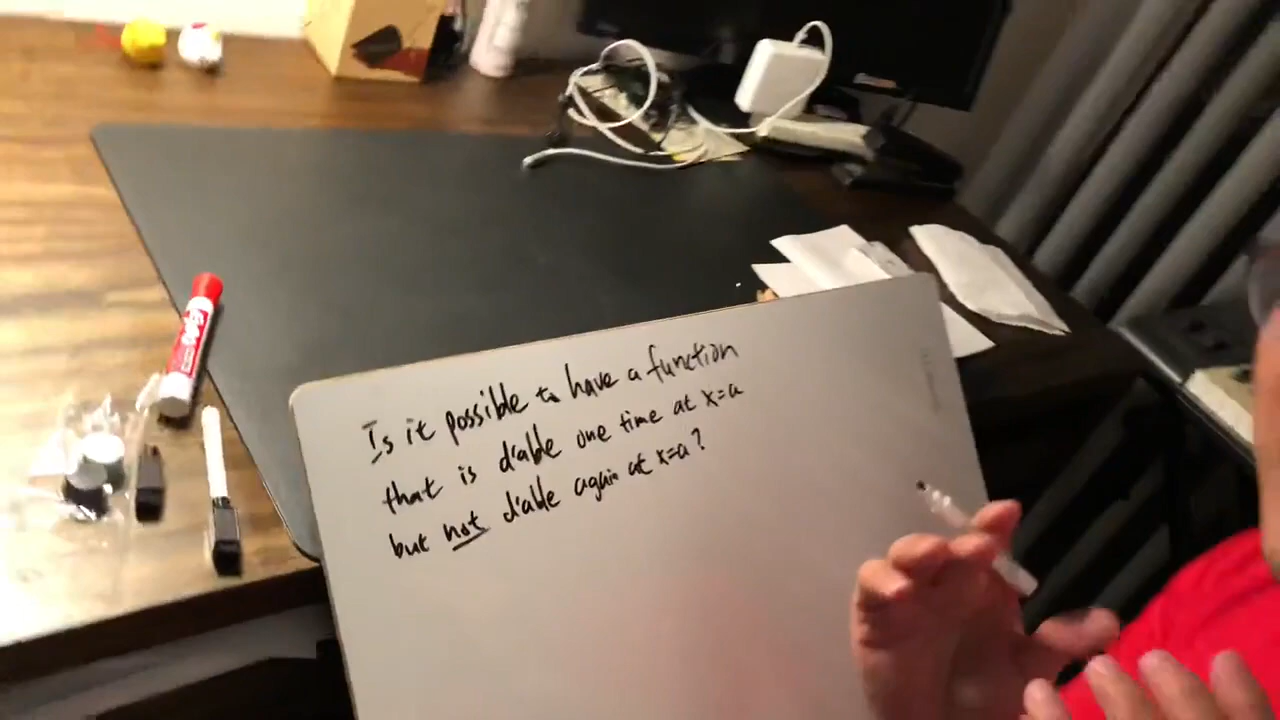 Is it possible to have a function
that is d'able one time at x=a
but not d'able again at x=a?